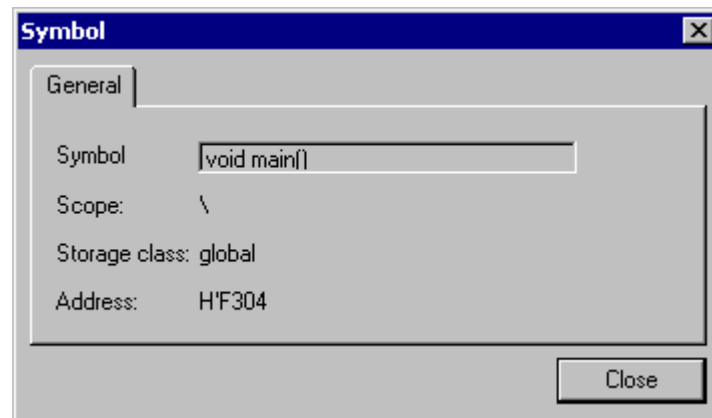 Symbol
General
Symbol void main()
Scope: \
Storage class: global
Address: H'F304
Close